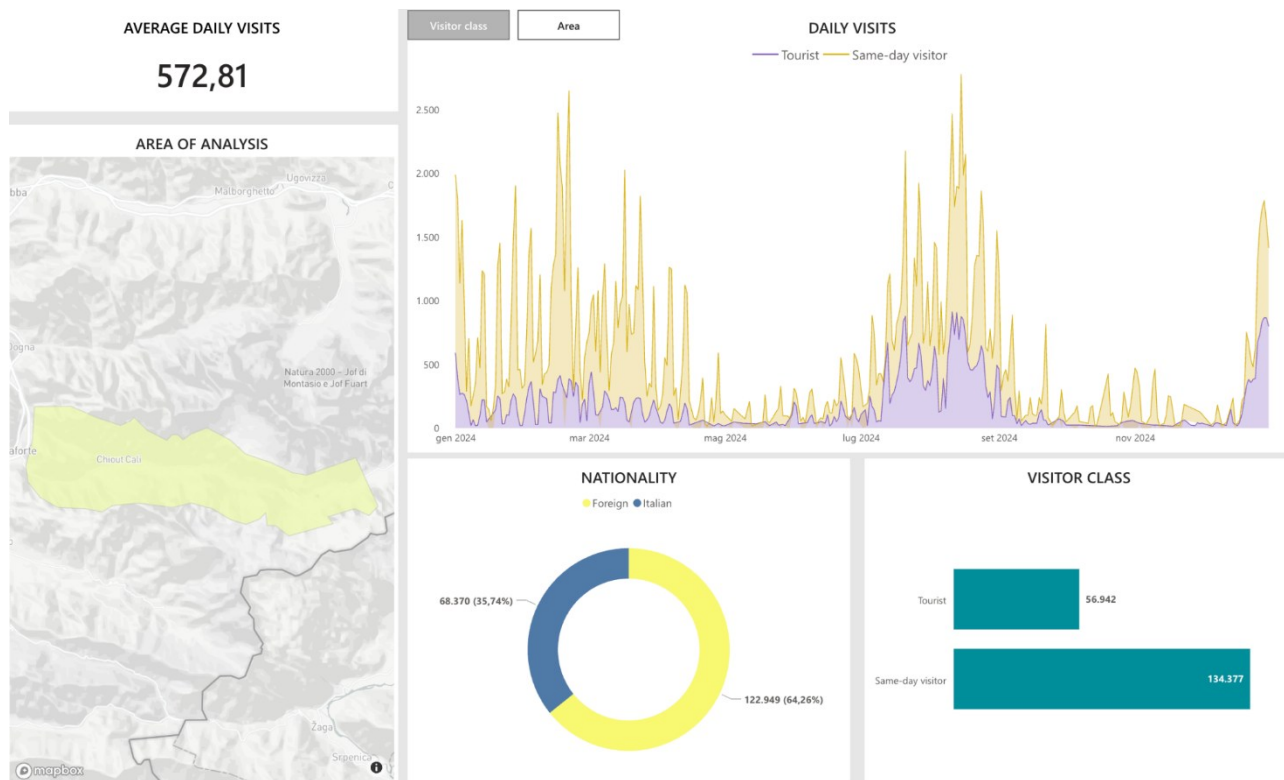 AVERAGE DAILY VISITS
572,81
AREA OF ANALYSIS
bba
Malborghetto
Ugovizza
Dogna
Natura 2000 – Jof di
Montasio e Jof Fuart
aforte
Chiout Cali
Žaga
Srpenica
mapbox
Visitor class
Area
DAILY VISITS
Tourist
Same-day visitor
2.500
2.000
1.500
1.000
500
0
gen 2024
mar 2024
mag 2024
lug 2024
set 2024
nov 2024
NATIONALITY
Foreign
Italian
68.370 (35,74%)
122.949 (64,26%)
VISITOR CLASS
Tourist
56.942
Same-day visitor
134.377